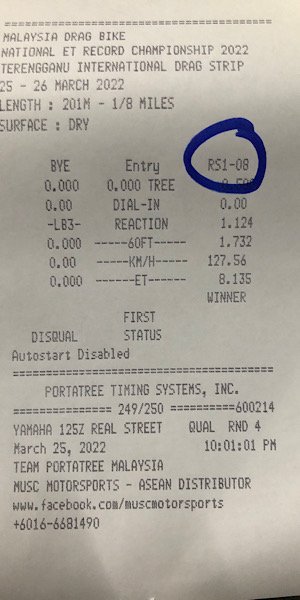 MALAYSIA DRAG BIKE
NATIONAL ET RECORD CHAMPIONSHIP 2022
TERENGGANU INTERNATIONAL DRAG STRIP
25 - 26 MARCH 2022
LENGTH : 201M - 1/8 MILES
SURFACE : DRY
BYE Entry RS1-08
0.000 0.000 TREE
0.00 DIAL-IN 0.00
-LB3- REACTION 1.124
0.000 -----60FT----- 1.732
0.00 -----KM/H------ 127.56
0.000 ------ET------ 8.135
WINNER
FIRST
DISQUAL STATUS
Autostart Disabled
PORTATREE TIMING SYSTEMS, INC.
=============== 249/250 ==========600214
YAMAHA 125Z REAL STREET QUAL RND 4
March 25, 2022 10:01:01 PM
TEAM PORTATREE MALAYSIA
MUSC MOTORSPORTS - ASEAN DISTRIBUTOR
www.facebook.com/muscmotorsports
+6016-6681490